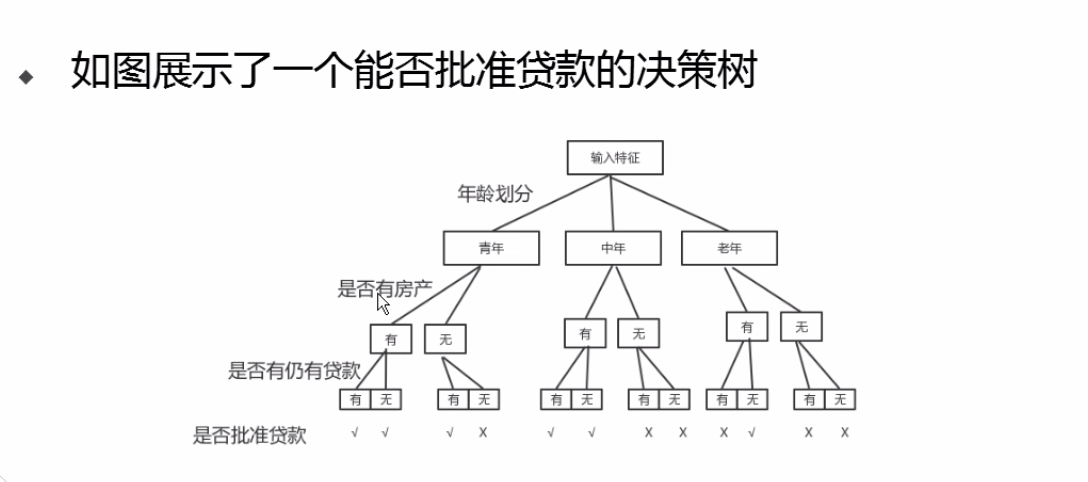 如图展示了一个能否批准贷款的决策树
输入特征
年龄划分
青年 中年 老年
是否有房产
有 无 有 无 有 无
是否有仍有贷款
有 无 有 无 有 无 有 无 有 无 有 无
是否批准贷款 √ √ √ X √ √ X X X √ X X